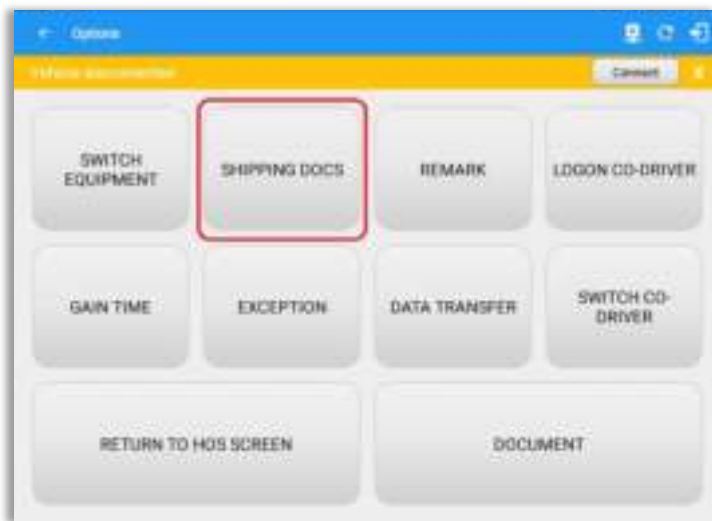 Options
Vehicle disconnected
Connect
X
SWITCH
EQUIPMENT
SHIPPING DOCS
REMARK
LOGON CO-DRIVER
GAIN TIME
EXCEPTION
DATA TRANSFER
SWITCH CO-
DRIVER
RETURN TO HOS SCREEN
DOCUMENT